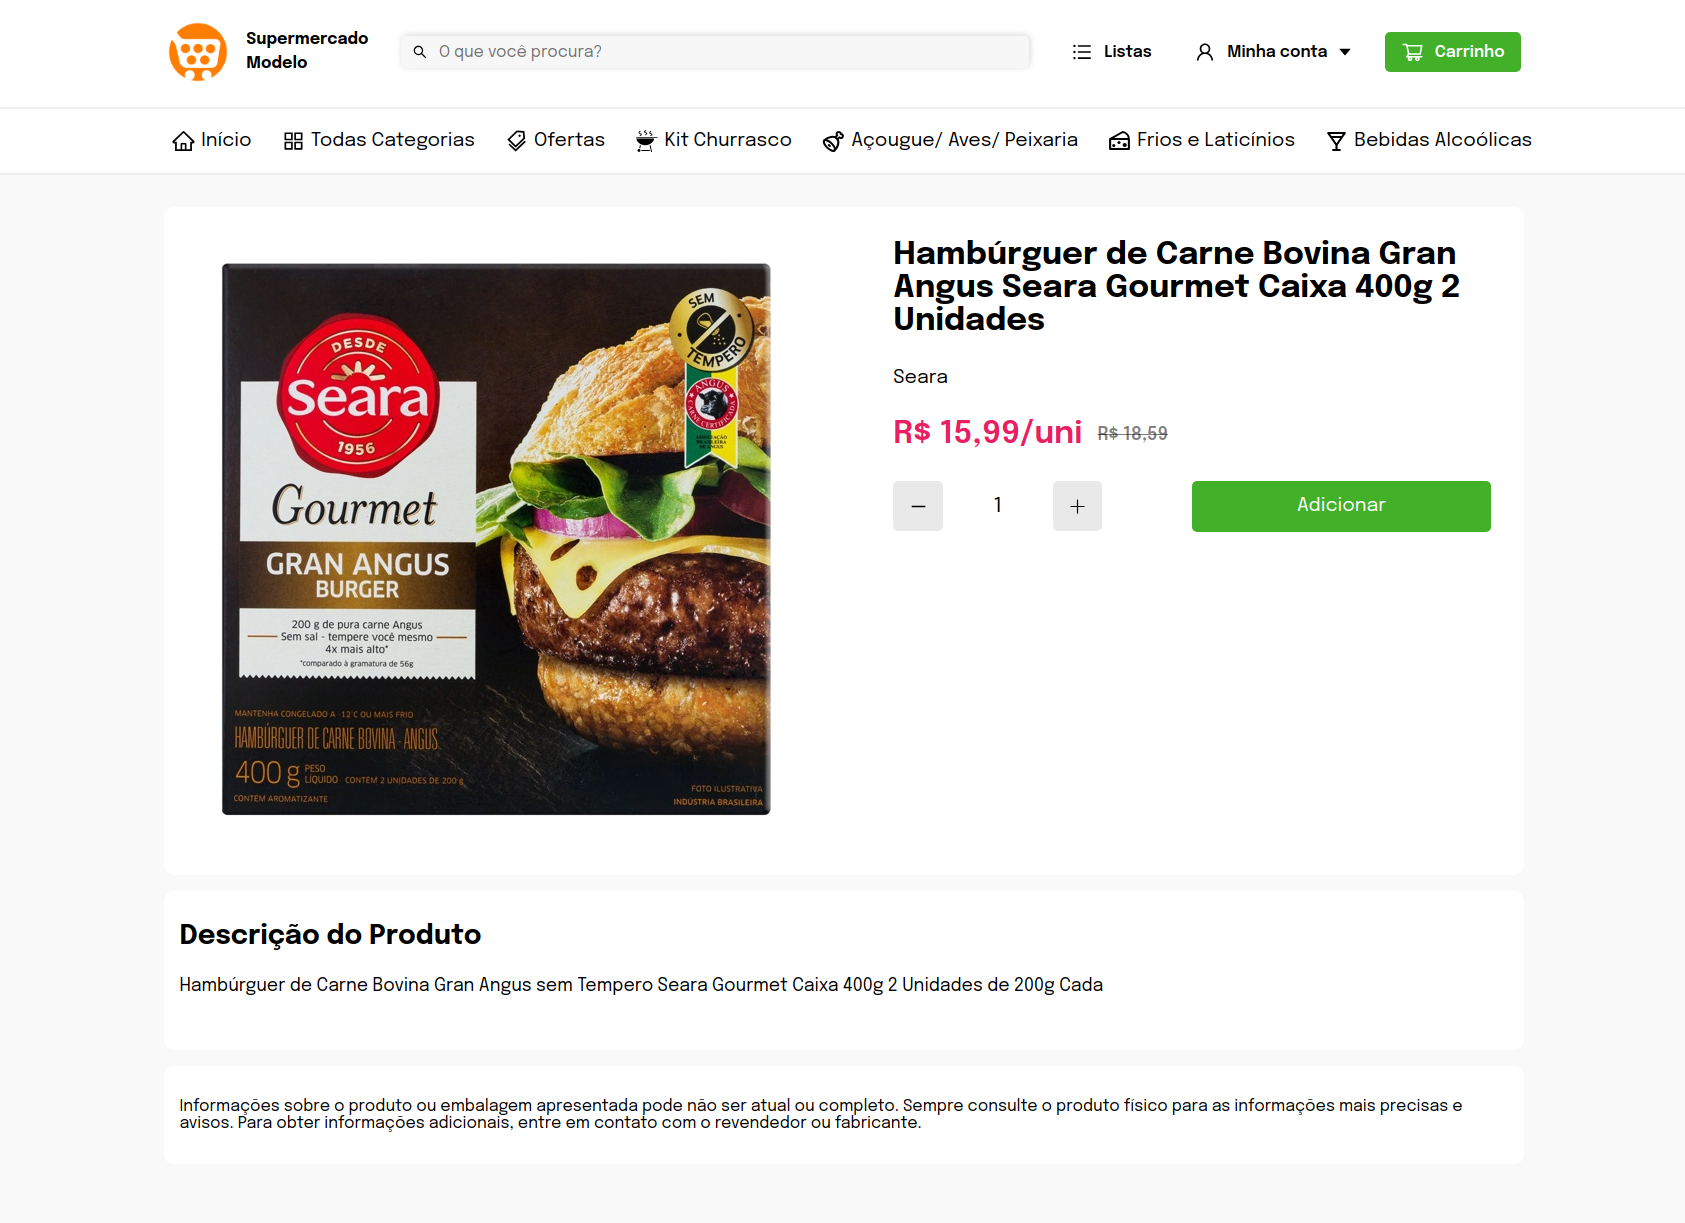 Supermercado
Modelo
O que você procura?
Listas
Minha conta
Carrinho
Início
Todas Categorias
Ofertas
Kit Churrasco
Açougue/ Aves/ Peixaria
Frios e Laticínios
Bebidas Alcoólicas
DESDE
Seara
1956
Gourmet
GRAN ANGUS
BURGER
200 g de pura carne Angus
Sem sal - tempere você mesmo
4x mais alto*
*comparado à gramatura de 56g
MANTENHA CONGELADO A -12°C OU MAIS FRIO
HAMBÚRGUER DE CARNE BOVINA - ANGUS
400 g PESO
LÍQUIDO CONTÉM 2 UNIDADES DE 200 g
CONTÉM AROMATIZANTE
SEM
TEMPERO
ANGUS
CARNE CERTIFICADA
ASSOCIAÇÃO
BRASILEIRA
DE ANGUS
FOTO ILUSTRATIVA
INDÚSTRIA BRASILEIRA
Hambúrguer de Carne Bovina Gran
Angus Seara Gourmet Caixa 400g 2
Unidades
Seara
R$ 15,99/uni R$ 18,59
− 1 +
Adicionar
Descrição do Produto
Hambúrguer de Carne Bovina Gran Angus sem Tempero Seara Gourmet Caixa 400g 2 Unidades de 200g Cada
Informações sobre o produto ou embalagem apresentada pode não ser atual ou completo. Sempre consulte o produto físico para as informações mais precisas e
avisos. Para obter informações adicionais, entre em contato com o revendedor ou fabricante.